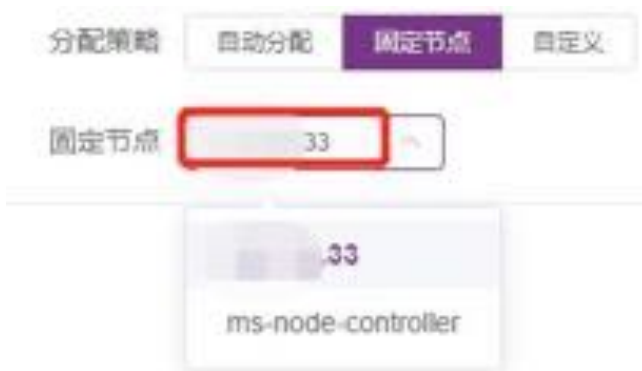 分配策略 自动分配 固定节点 自定义
固定节点 33
.33
ms-node-controller